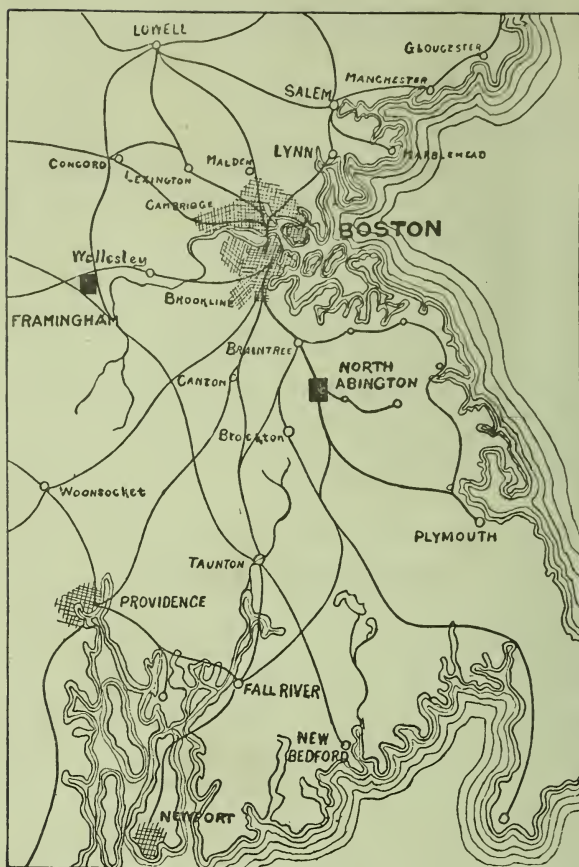 LOWELL
GLOUCESTER
MANCHESTER
SALEM
LYNN
MARBLEHEAD
CONCORD
LEXINGTON
MALDEN
CAMBRIDGE
BOSTON
Wellesley
BROOKLINE
FRAMINGHAM
BRAINTREE
NORTH
ABINGTON
CANTON
Brockton
WOONSOCKET
PLYMOUTH
TAUNTON
PROVIDENCE
FALL RIVER
NEW
BEDFORD
NEWPORT